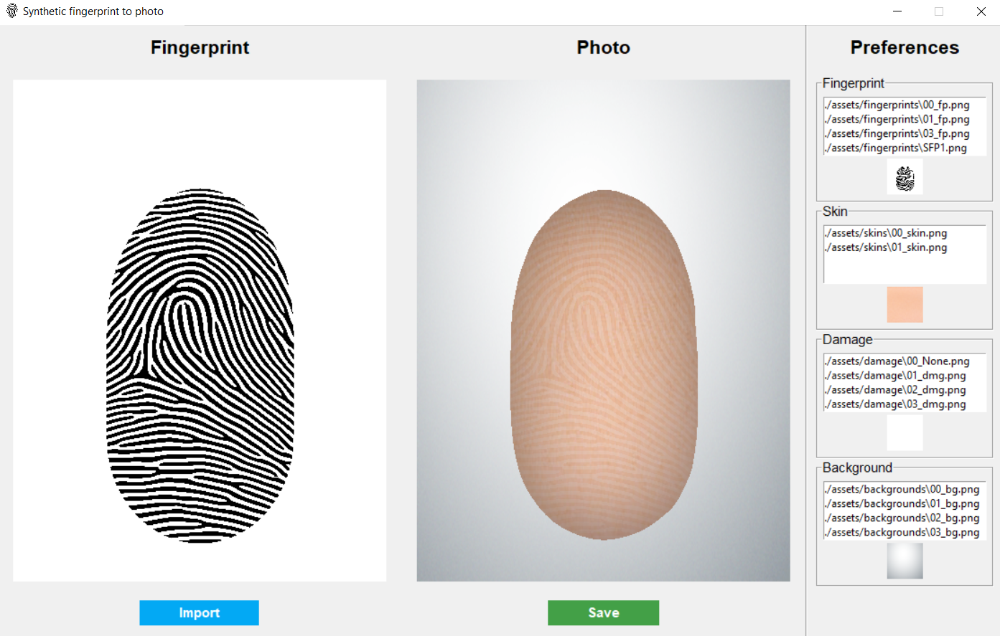 Synthetic fingerprint to photo
Fingerprint
Photo
Preferences
Fingerprint
./assets/fingerprints\00_fp.png
./assets/fingerprints\01_fp.png
./assets/fingerprints\03_fp.png
./assets/fingerprints\SFP1.png
Skin
./assets/skins\00_skin.png
./assets/skins\01_skin.png
Damage
./assets/damage\00_None.png
./assets/damage\01_dmg.png
./assets/damage\02_dmg.png
./assets/damage\03_dmg.png
Background
./assets/backgrounds\00_bg.png
./assets/backgrounds\01_bg.png
./assets/backgrounds\02_bg.png
./assets/backgrounds\03_bg.png
Import
Save